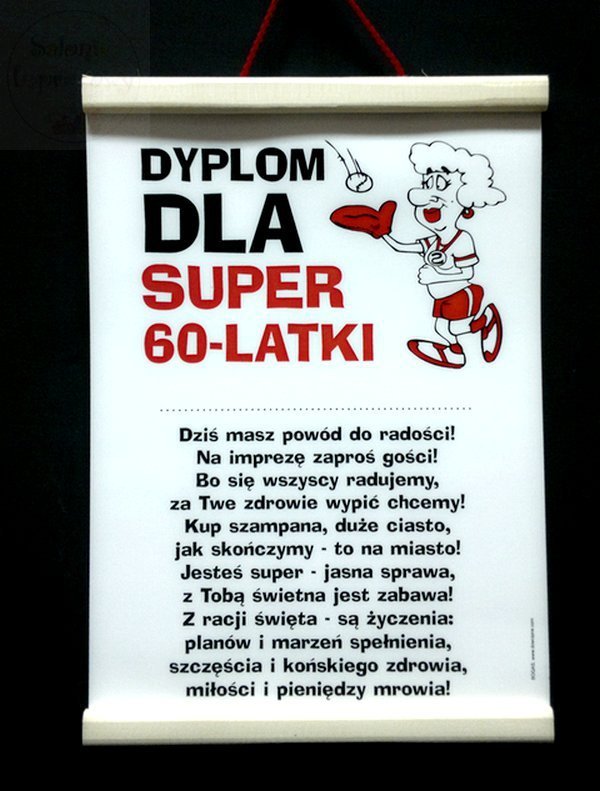 DYPLOM
DLA
SUPER
60-LATKI
2
Dziś masz powód do radości!
Na imprezę zaproś gości!
Bo się wszyscy radujemy,
za Twe zdrowie wypić chcemy!
Kup szampana, duże ciasto,
jak skończymy - to na miasto!
Jesteś super - jasna sprawa,
z Tobą świetna jest zabawa!
Z racji święta - są życzenia:
planów i marzeń spełnienia,
szczęścia i końskiego zdrowia,
miłości i pieniędzy mrowia!